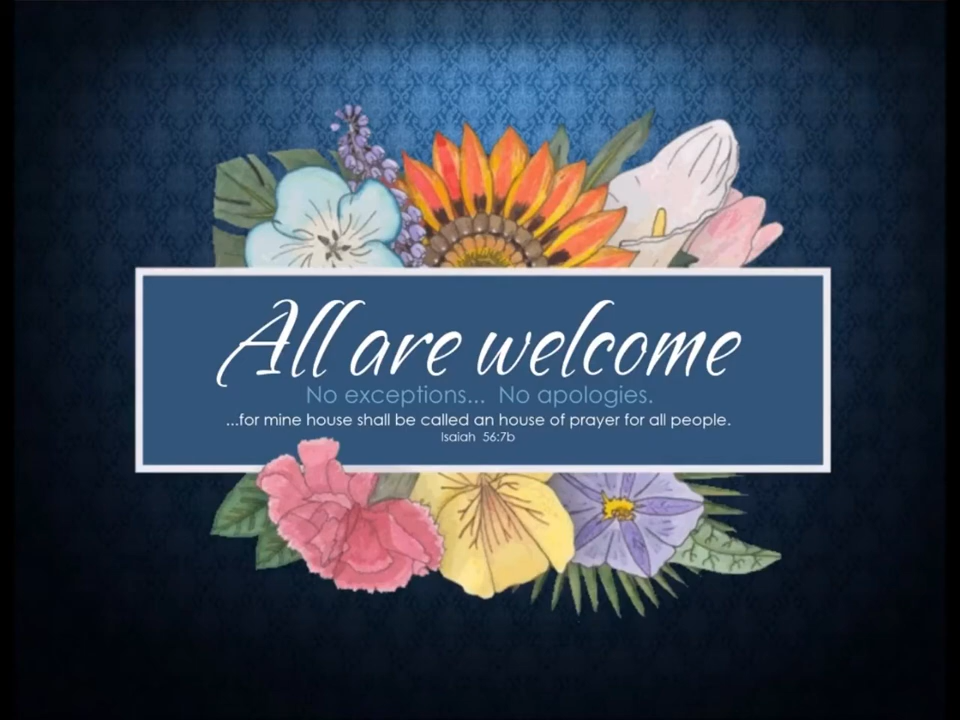 All are welcome
No exceptions... No apologies.
...for mine house shall be called an house of prayer for all people.
Isaiah 56:7b